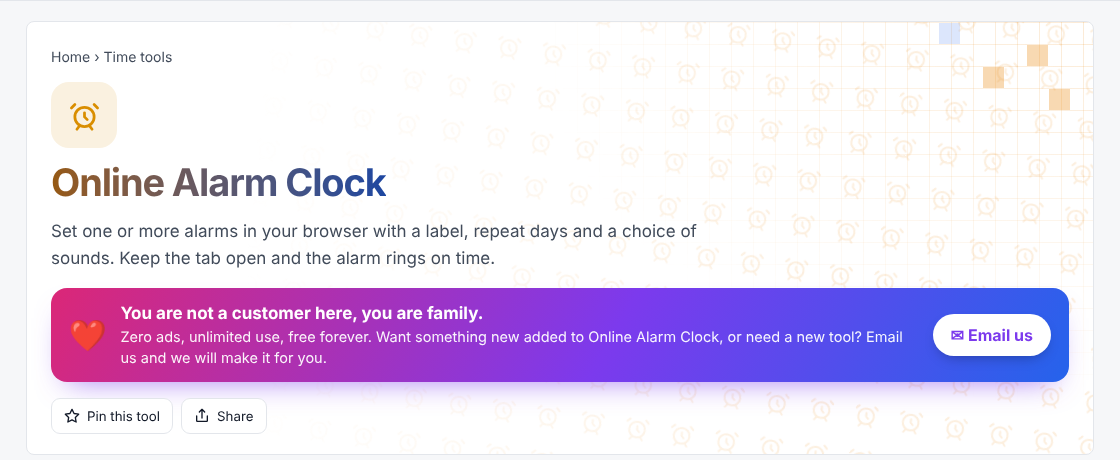 Home › Time tools
Online Alarm Clock
Set one or more alarms in your browser with a label, repeat days and a choice of
sounds. Keep the tab open and the alarm rings on time.
You are not a customer here, you are family.
Zero ads, unlimited use, free forever. Want something new added to Online Alarm Clock, or need a new tool? Email
us and we will make it for you.
✉ Email us
Pin this tool
Share